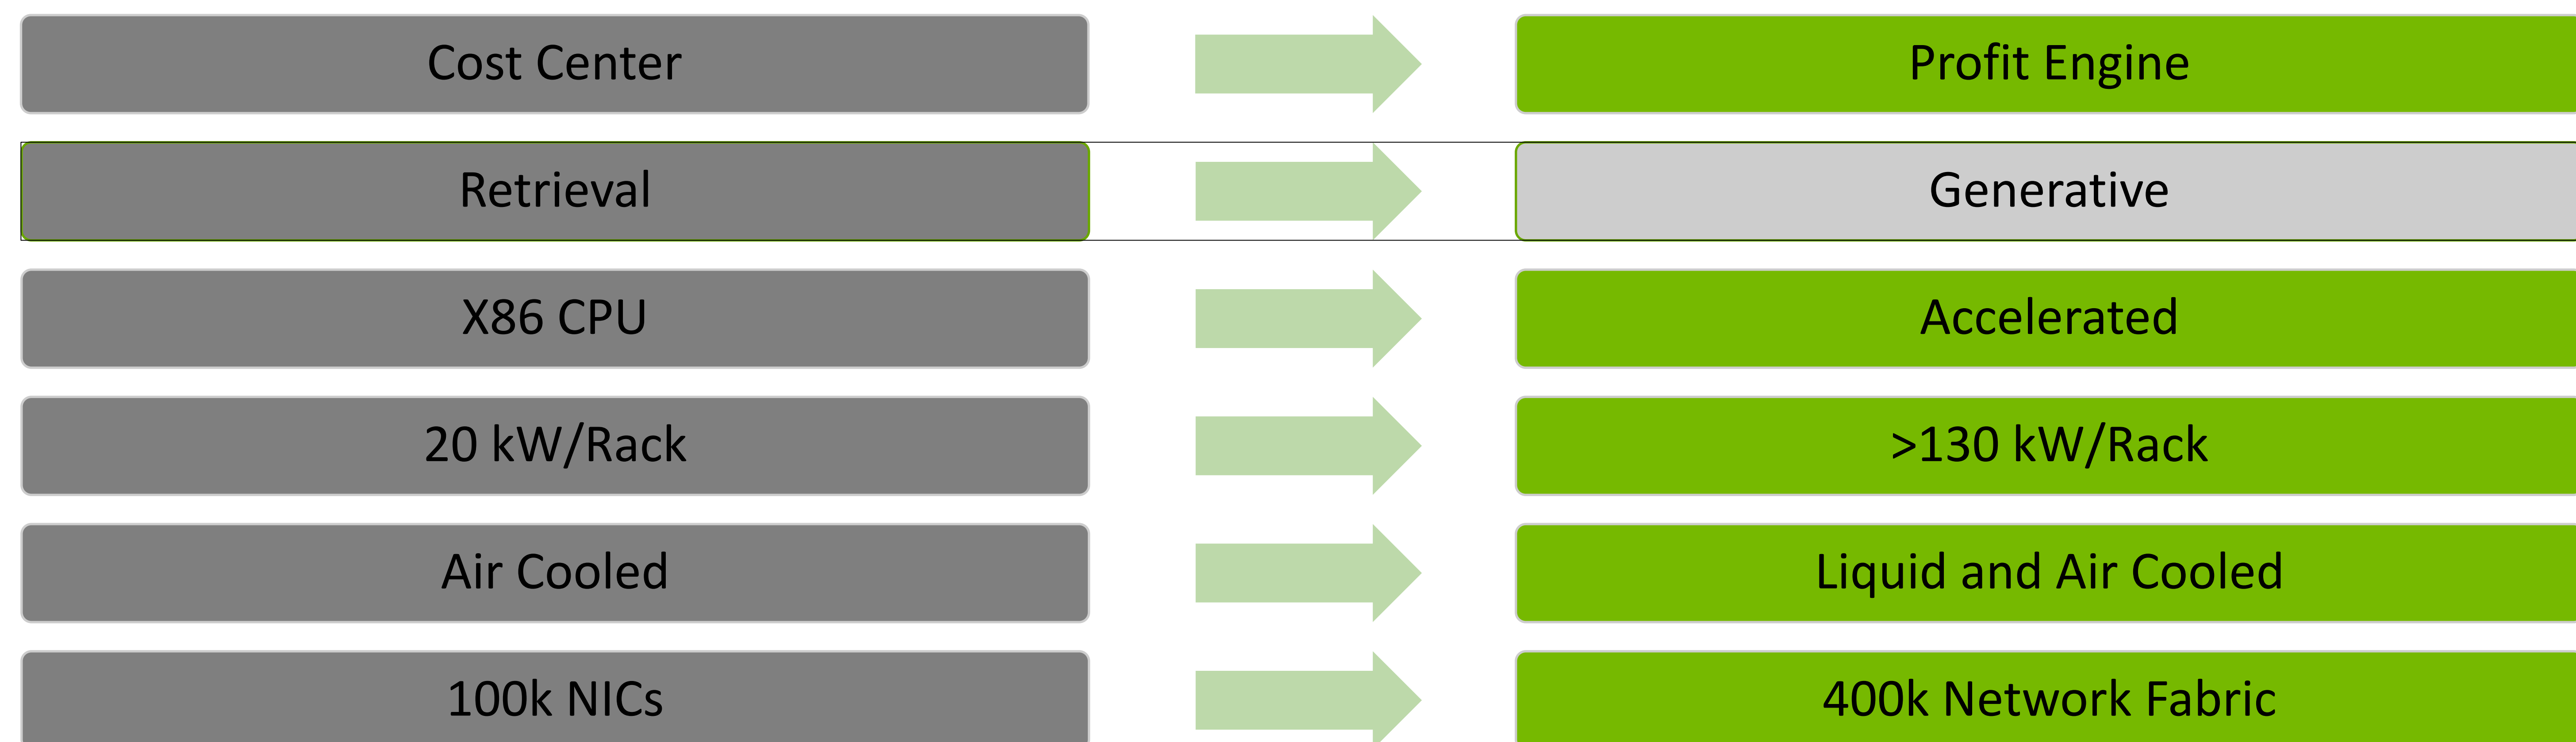 Cost Center
Profit Engine
Retrieval
Generative
X86 CPU
Accelerated
20 kW/Rack
>130 kW/Rack
Air Cooled
Liquid and Air Cooled
100k NICs
400k Network Fabric